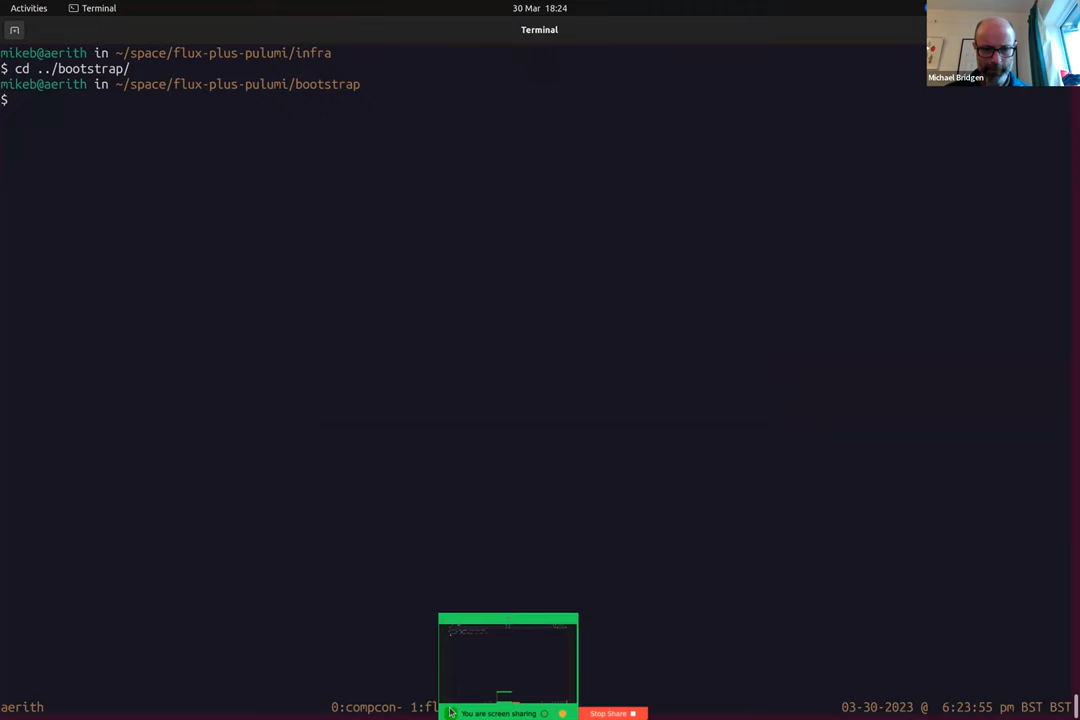 Activities Terminal 30 Mar 18:24
Terminal
Michael Bridgen
mikeb@aerith in ~/space/flux-plus-pulumi/infra
$ cd ../bootstrap/
mikeb@aerith in ~/space/flux-plus-pulumi/bootstrap
$
aerith 0:compcon- 1:fl 03-30-2023 @ 6:23:55 pm BST BST
You are screen sharing Stop Share